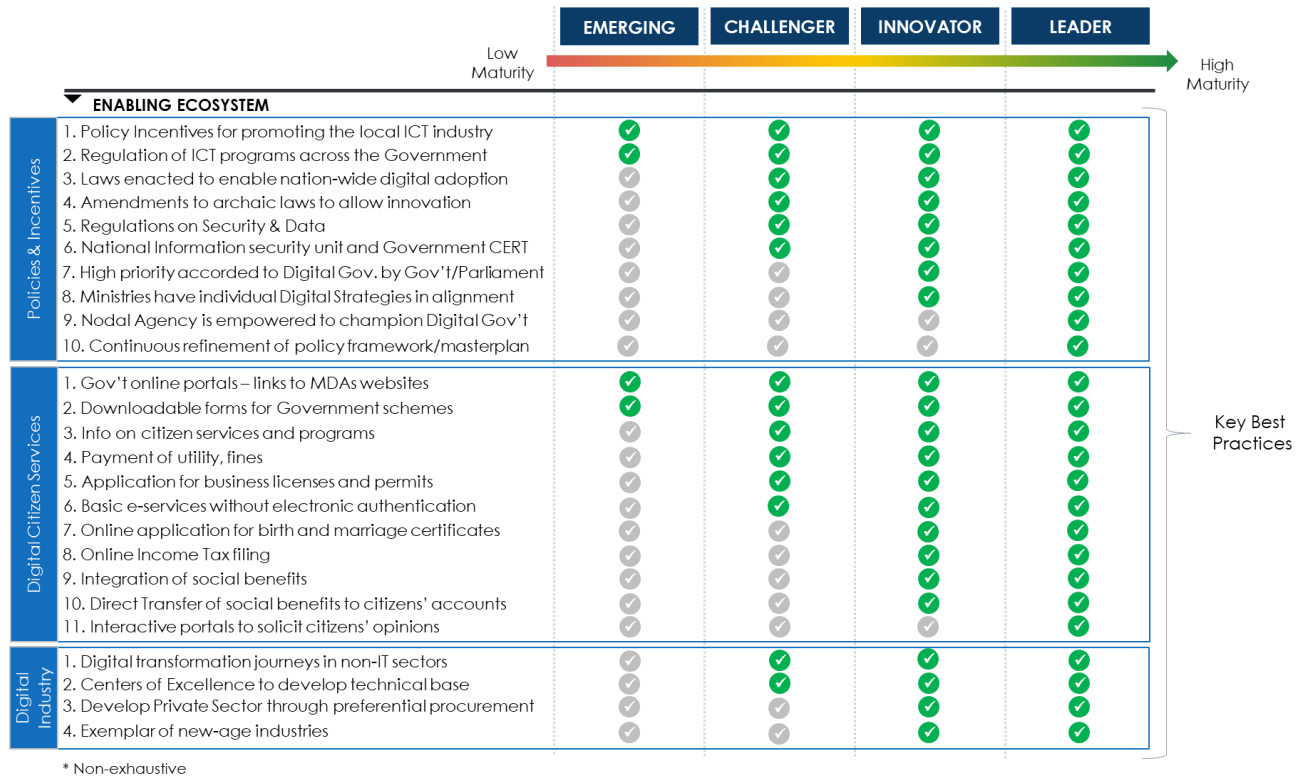 EMERGING CHALLENGER INNOVATOR LEADER
Low
Maturity
High
Maturity
ENABLING ECOSYSTEM
Policies & Incentives
1. Policy Incentives for promoting the local ICT industry
2. Regulation of ICT programs across the Government
3. Laws enacted to enable nation-wide digital adoption
4. Amendments to archaic laws to allow innovation
5. Regulations on Security & Data
6. National Information security unit and Government CERT
7. High priority accorded to Digital Gov. by Gov't/Parliament
8. Ministries have individual Digital Strategies in alignment
9. Nodal Agency is empowered to champion Digital Gov't
10. Continuous refinement of policy framework/masterplan
Digital Citizen Services
1. Gov't online portals – links to MDAs websites
2. Downloadable forms for Government schemes
3. Info on citizen services and programs
4. Payment of utility, fines
5. Application for business licenses and permits
6. Basic e-services without electronic authentication
7. Online application for birth and marriage certificates
8. Online Income Tax filing
9. Integration of social benefits
10. Direct Transfer of social benefits to citizens' accounts
11. Interactive portals to solicit citizens' opinions
Digital
Industry
1. Digital transformation journeys in non-IT sectors
2. Centers of Excellence to develop technical base
3. Develop Private Sector through preferential procurement
4. Exemplar of new-age industries
Key Best
Practices
* Non-exhaustive